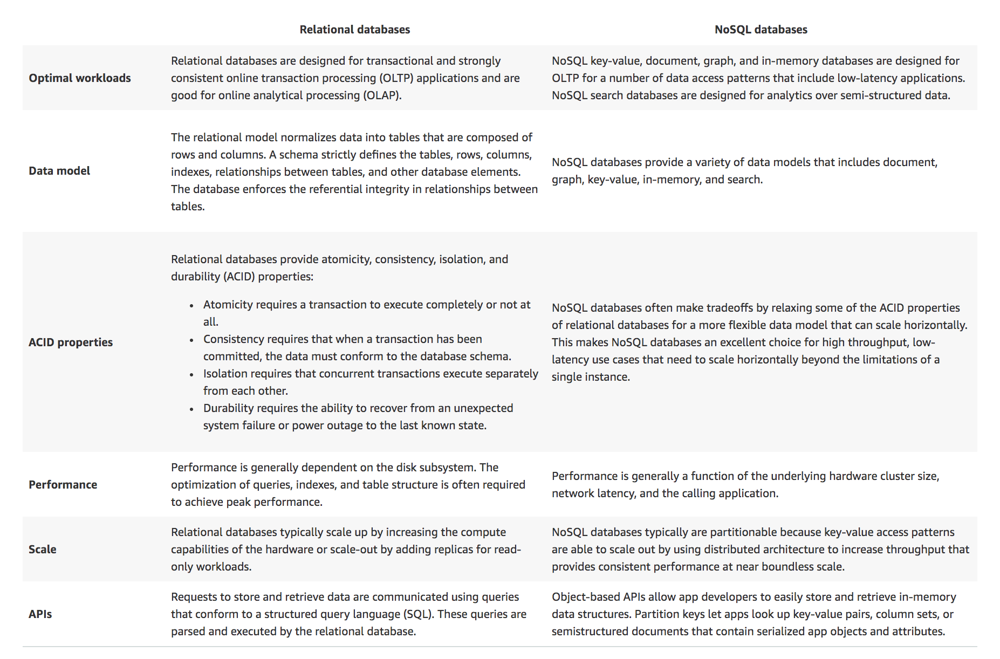 Relational databases
NoSQL databases
Optimal workloads
Relational databases are designed for transactional and strongly
consistent online transaction processing (OLTP) applications and are
good for online analytical processing (OLAP).
NoSQL key-value, document, graph, and in-memory databases are designed for
OLTP for a number of data access patterns that include low-latency applications.
NoSQL search databases are designed for analytics over semi-structured data.
Data model
The relational model normalizes data into tables that are composed of
rows and columns. A schema strictly defines the tables, rows, columns,
indexes, relationships between tables, and other database elements.
The database enforces the referential integrity in relationships between
tables.
NoSQL databases provide a variety of data models that includes document,
graph, key-value, in-memory, and search.
ACID properties
Relational databases provide atomicity, consistency, isolation, and
durability (ACID) properties:
• Atomicity requires a transaction to execute completely or not at
all.
• Consistency requires that when a transaction has been
committed, the data must conform to the database schema.
• Isolation requires that concurrent transactions execute separately
from each other.
• Durability requires the ability to recover from an unexpected
system failure or power outage to the last known state.
NoSQL databases often make tradeoffs by relaxing some of the ACID properties
of relational databases for a more flexible data model that can scale horizontally.
This makes NoSQL databases an excellent choice for high throughput, low-
latency use cases that need to scale horizontally beyond the limitations of a
single instance.
Performance
Performance is generally dependent on the disk subsystem. The
optimization of queries, indexes, and table structure is often required
to achieve peak performance.
Performance is generally a function of the underlying hardware cluster size,
network latency, and the calling application.
Scale
Relational databases typically scale up by increasing the compute
capabilities of the hardware or scale-out by adding replicas for read-
only workloads.
NoSQL databases typically are partitionable because key-value access patterns
are able to scale out by using distributed architecture to increase throughput that
provides consistent performance at near boundless scale.
APIs
Requests to store and retrieve data are communicated using queries
that conform to a structured query language (SQL). These queries are
parsed and executed by the relational database.
Object-based APIs allow app developers to easily store and retrieve in-memory
data structures. Partition keys let apps look up key-value pairs, column sets, or
semistructured documents that contain serialized app objects and attributes.